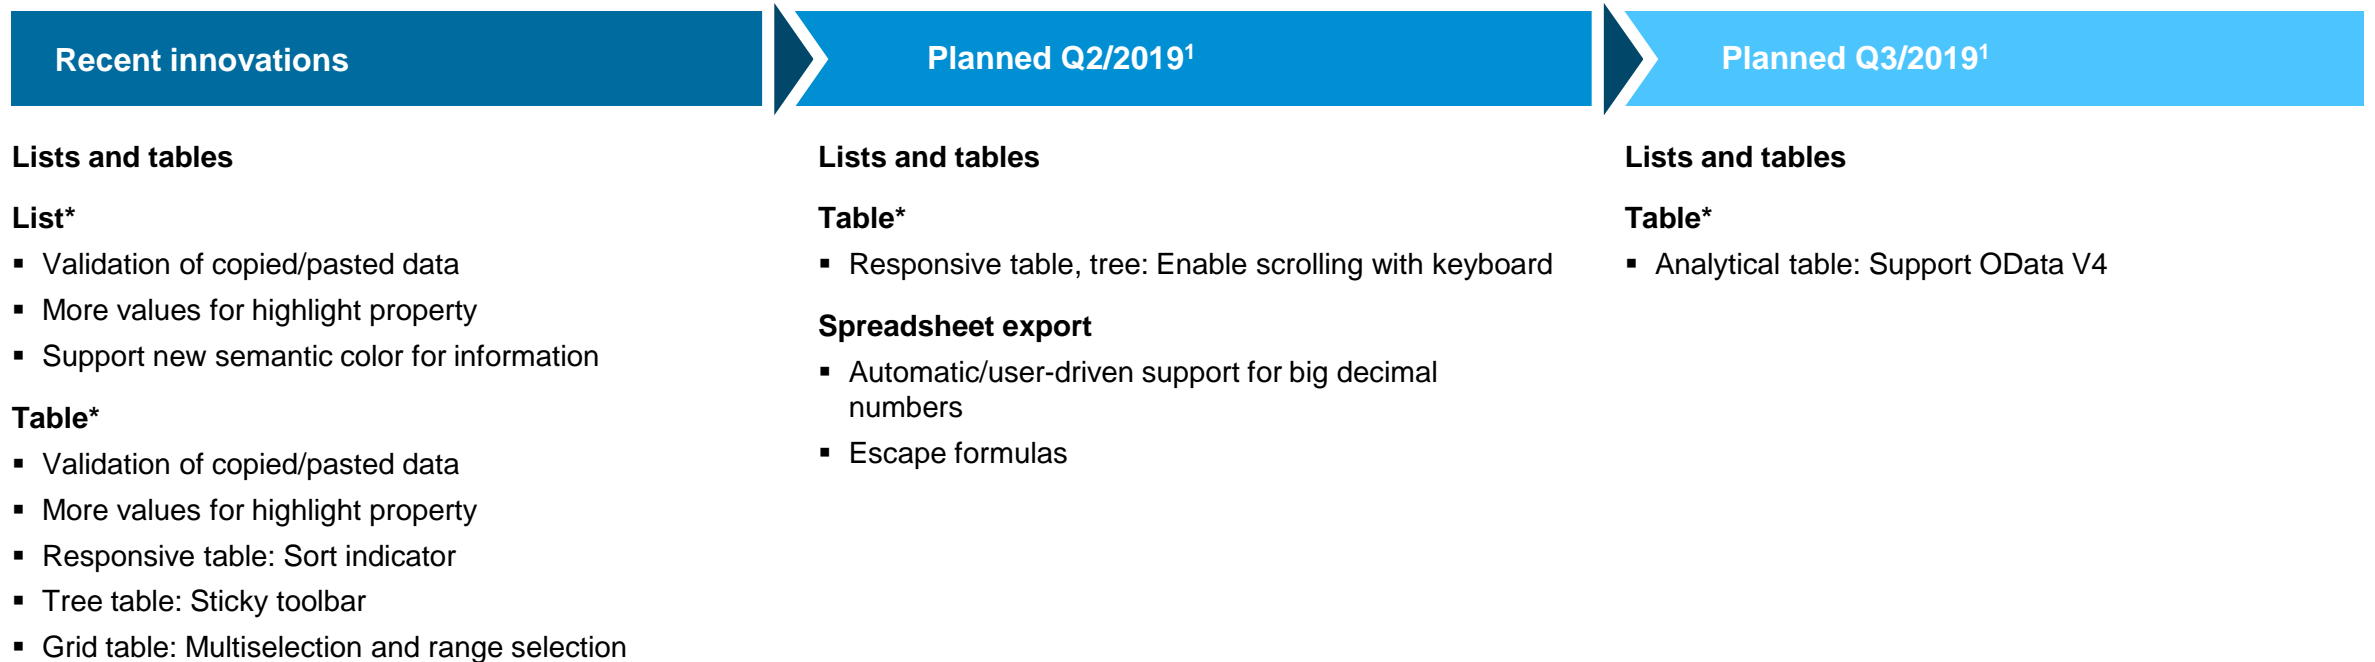 Recent innovations
Planned Q2/2019¹
Planned Q3/2019¹
Lists and tables
List*
▪ Validation of copied/pasted data
▪ More values for highlight property
▪ Support new semantic color for information
Table*
▪ Validation of copied/pasted data
▪ More values for highlight property
▪ Responsive table: Sort indicator
▪ Tree table: Sticky toolbar
▪ Grid table: Multiselection and range selection
Lists and tables
Table*
▪ Responsive table, tree: Enable scrolling with keyboard
Spreadsheet export
▪ Automatic/user-driven support for big decimal
numbers
▪ Escape formulas
Lists and tables
Table*
▪ Analytical table: Support OData V4